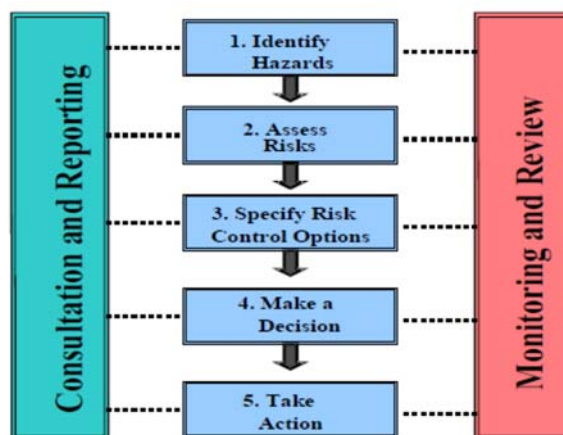 Consultation and Reporting
1. Identify
Hazards
2. Assess
Risks
3. Specify Risk
Control Options
4. Make a
Decision
5. Take
Action
Monitoring and Review